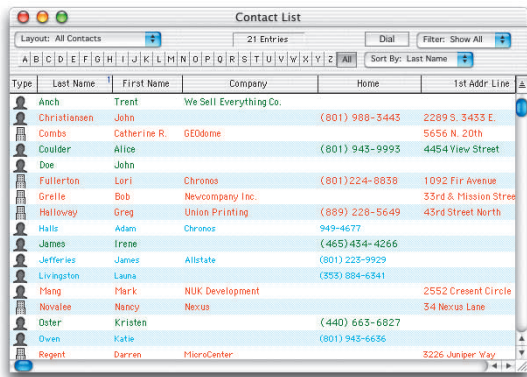 Contact List
Layout: All Contacts 21 Entries Dial Filter: Show All
A B C D E F G H I J K L M N O P Q R S T U V W X Y Z All Sort By: Last Name
Type Last Name 1 First Name Company Home 1st Addr Line
Anch Trent We Sell Everything Co.
Christiansen John (801) 988-3443 2289 S. 3433 E.
Combs Catherine R. GEOdome 5656 N. 20th
Coulder Alice (801) 943-9993 4454 View Street
Doe John
Fullerton Lori Chronos (801)224-8838 1092 Fir Avenue
Grelle Bob Newcompany Inc. 33rd & Mission Stree
Halloway Greg Union Printing (889) 228-5649 43rd Street North
Halls Adam Chronos 949-4677
James Irene (465)434-4266
Jefferies James Allstate (801) 223-9929
Livingston Launa (353) 884-6341
Mang Mark NUK Development 2552 Cresent Circle
Novalee Nancy Nexus 34 Nexus Lane
Oster Kristen (440) 663-6827
Owen Katie (801) 943-6636
Regent Darren MicroCenter 3226 Juniper Way